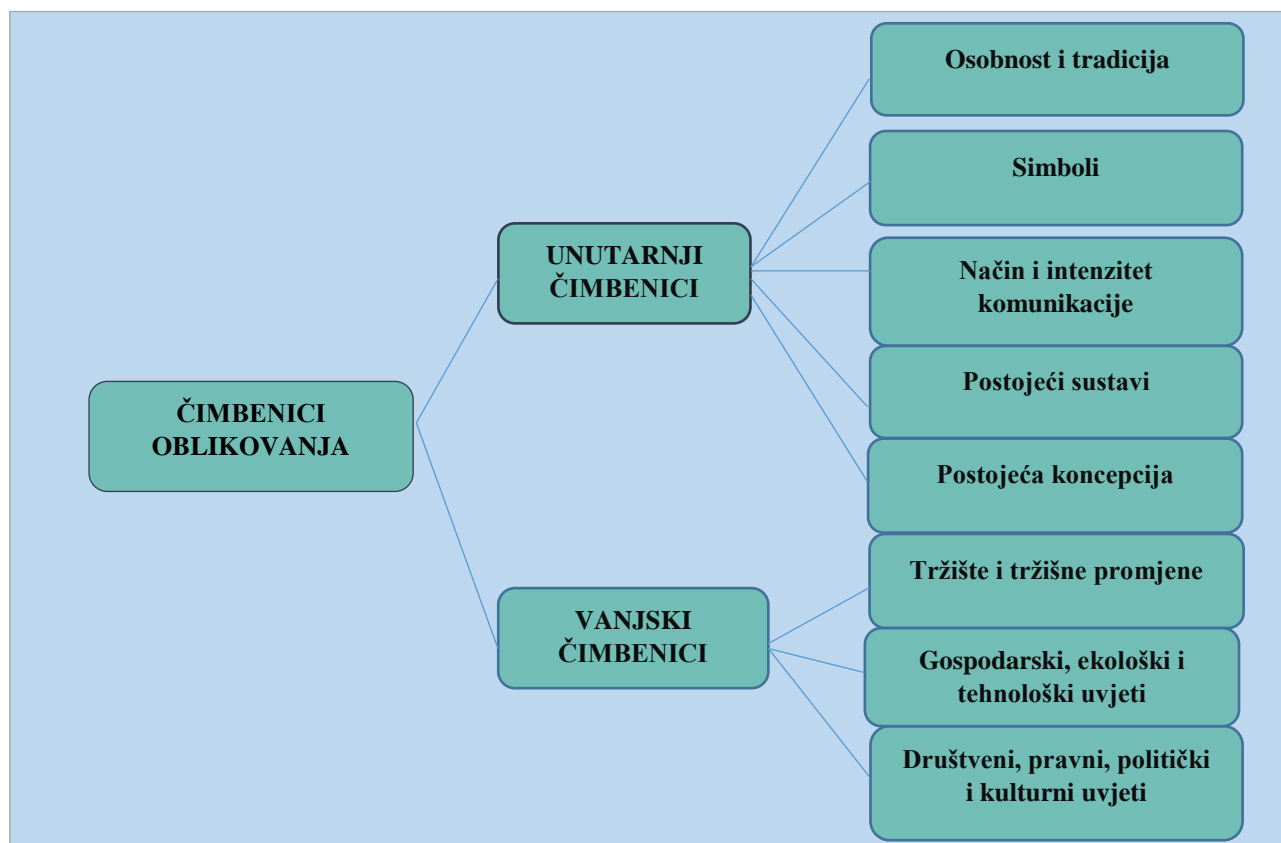 ČIMBENICI
OBLIKOVANJA
UNUTARNJI
ČIMBENICI
Osobnost i tradicija
Simboli
Način i intenzitet
komunikacije
Postojeći sustavi
Postojeća koncepcija
VANJSKI
ČIMBENICI
Tržište i tržišne promjene
Gospodarski, ekološki i
tehnološki uvjeti
Društveni, pravni, politički
i kulturni uvjeti